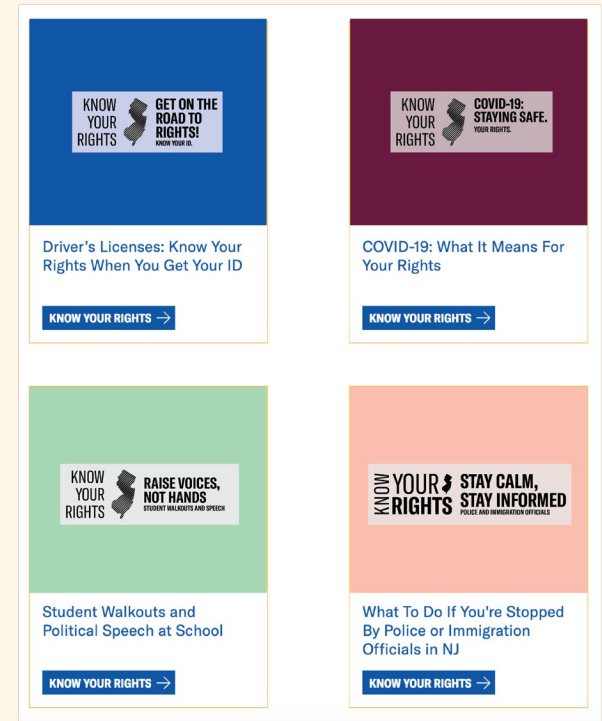 KNOW
YOUR
RIGHTS
GET ON THE
ROAD TO
RIGHTS!
KNOW YOUR ID.
Driver's Licenses: Know Your
Rights When You Get Your ID
KNOW YOUR RIGHTS →
KNOW
YOUR
RIGHTS
COVID-19:
STAYING SAFE.
YOUR RIGHTS.
COVID-19: What It Means For
Your Rights
KNOW YOUR RIGHTS →
KNOW
YOUR
RIGHTS
RAISE VOICES,
NOT HANDS
STUDENT WALKOUTS AND SPEECH
Student Walkouts and
Political Speech at School
KNOW YOUR RIGHTS →
KNOW
YOUR
RIGHTS
STAY CALM,
STAY INFORMED
POLICE AND IMMIGRATION OFFICIALS
What To Do If You're Stopped
By Police or Immigration
Officials in NJ
KNOW YOUR RIGHTS →